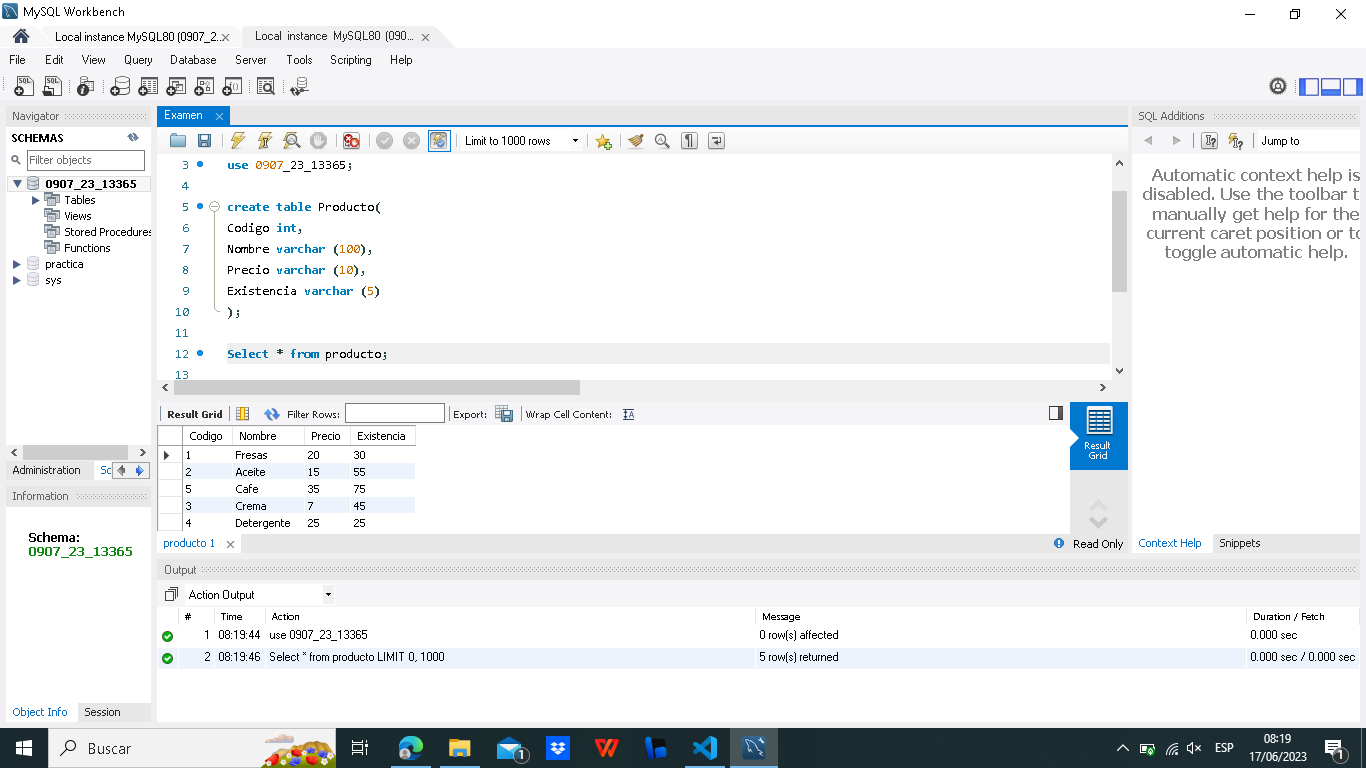 MySQL Workbench
Local instance MySQL80 (0907_2...
Local instance MySQL80 (090...
File Edit View Query Database Server Tools Scripting Help
Navigator
SCHEMAS
Filter objects
0907_23_13365
Tables
Views
Stored Procedures
Functions
practica
sys
Administration Sc
Information
Schema:
0907_23_13365
Object Info Session
Examen
Limit to 1000 rows
3 use 0907_23_13365;
4
5 create table Producto(
6 Codigo int,
7 Nombre varchar (100),
8 Precio varchar (10),
9 Existencia varchar (5)
10 );
11
12 Select * from producto;
13
Result Grid Filter Rows: Export: Wrap Cell Content:
Codigo Nombre Precio Existencia
1 Fresas 20 30
2 Aceite 15 55
5 Cafe 35 75
3 Crema 7 45
4 Detergente 25 25
Result
Grid
producto 1
Read Only
SQL Additions
Jump to
Automatic context help is
disabled. Use the toolbar t
manually get help for the
current caret position or to
toggle automatic help.
Context Help Snippets
Output
Action Output
# Time Action Message Duration / Fetch
1 08:19:44 use 0907_23_13365 0 row(s) affected 0.000 sec
2 08:19:46 Select * from producto LIMIT 0, 1000 5 row(s) returned 0.000 sec / 0.000 sec
Buscar
1
ESP
08:19
17/06/2023
1